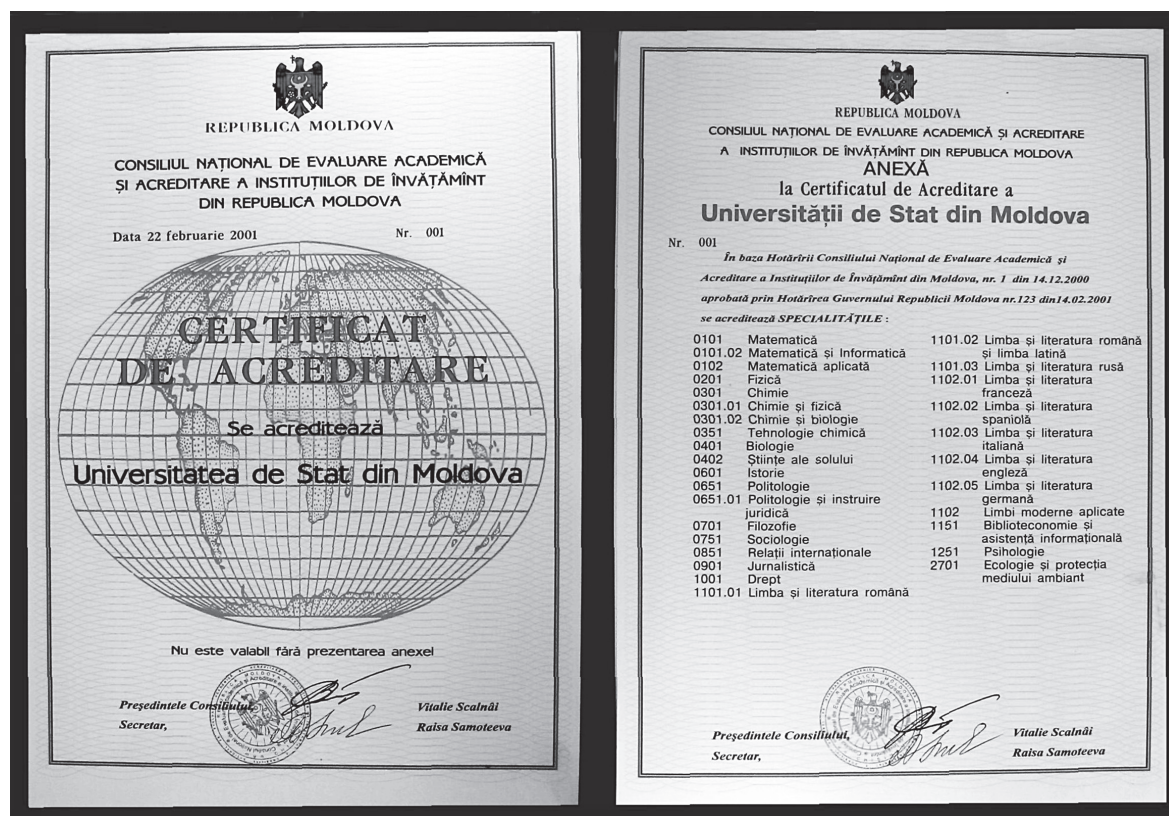 REPUBLICA MOLDOVA
CONSILIUL NAȚIONAL DE EVALUARE ACADEMICĂ
ȘI ACREDITARE A INSTITUȚIILOR DE ÎNVĂȚĂMÎNT
DIN REPUBLICA MOLDOVA
Data 22 februarie 2001 Nr. 001
CERTIFICAT
DE ACREDITARE
Se acreditează
Universitatea de Stat din Moldova
Nu este valabil fără prezentarea anexei
Președintele Consiliului, Vitalie Scalnâi
Secretar, Raisa Samoteeva
REPUBLICA MOLDOVA
CONSILIUL NAȚIONAL DE EVALUARE ACADEMICĂ ȘI ACREDITARE
A INSTITUȚIILOR DE ÎNVĂȚĂMÎNT DIN REPUBLICA MOLDOVA
ANEXĂ
la Certificatul de Acreditare a
Universității de Stat din Moldova
Nr. 001
În baza Hotărîrii Consiliului Național de Evaluare Academică și
Acreditare a Instituțiilor de Învățămînt din Moldova, nr. 1 din 14.12.2000
aprobată prin Hotărîrea Guvernului Republicii Moldova nr.123 din14.02.2001
se acreditează SPECIALITĂȚILE :
0101 Matematică
0101.02 Matematică și Informatică
0102 Matematică aplicată
0201 Fizică
0301 Chimie
0301.01 Chimie și fizică
0301.02 Chimie și biologie
0351 Tehnologie chimică
0401 Biologie
0402 Științe ale solului
0601 Istorie
0651 Politologie
0651.01 Politologie și instruire
juridică
0701 Filozofie
0751 Sociologie
0851 Relații internaționale
0901 Jurnalistică
1001 Drept
1101.01 Limba și literatura română
1101.02 Limba și literatura română
și limba latină
1101.03 Limba și literatura rusă
1102.01 Limba și literatura
franceză
1102.02 Limba și literatura
spaniolă
1102.03 Limba și literatura
italiană
1102.04 Limba și literatura
engleză
1102.05 Limba și literatura
germană
1102 Limbi moderne aplicate
1151 Biblioteconomie și
asistență informațională
1251 Psihologie
2701 Ecologie și protecția
mediului ambiant
Președintele Consiliului, Vitalie Scalnâi
Secretar, Raisa Samoteeva